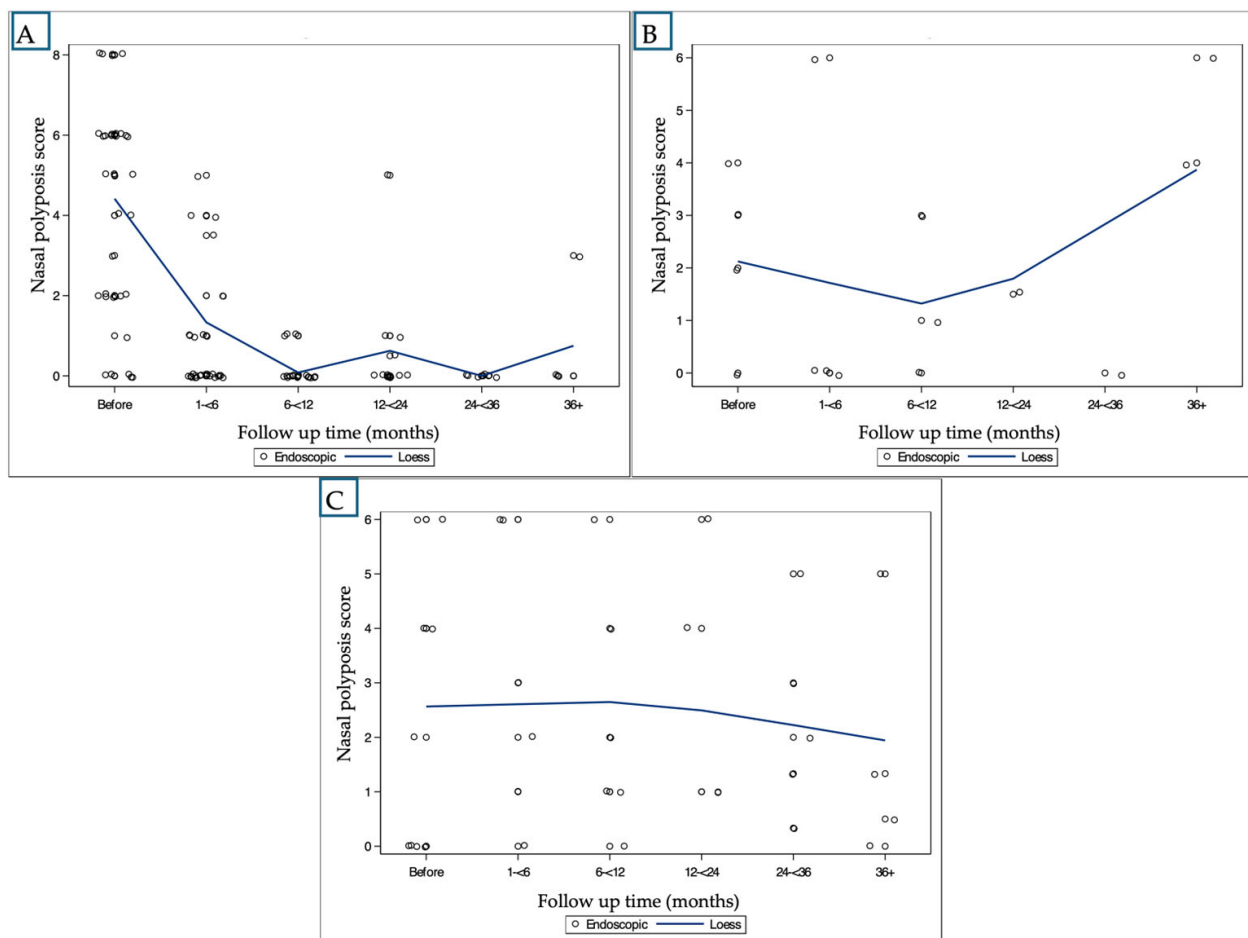 A
Nasal polyposis score
8
6
4
2
0
Before
1-<6
6-<12
12-<24
24-<36
36+
Follow up time (months)
Endoscopic
Loess
B
Nasal polyposis score
6
5
4
3
2
1
0
Before
1-<6
6-<12
12-<24
24-<36
36+
Follow up time (months)
Endoscopic
Loess
C
Nasal polyposis score
6
5
4
3
2
1
0
Before
1-<6
6-<12
12-<24
24-<36
36+
Follow up time (months)
Endoscopic
Loess